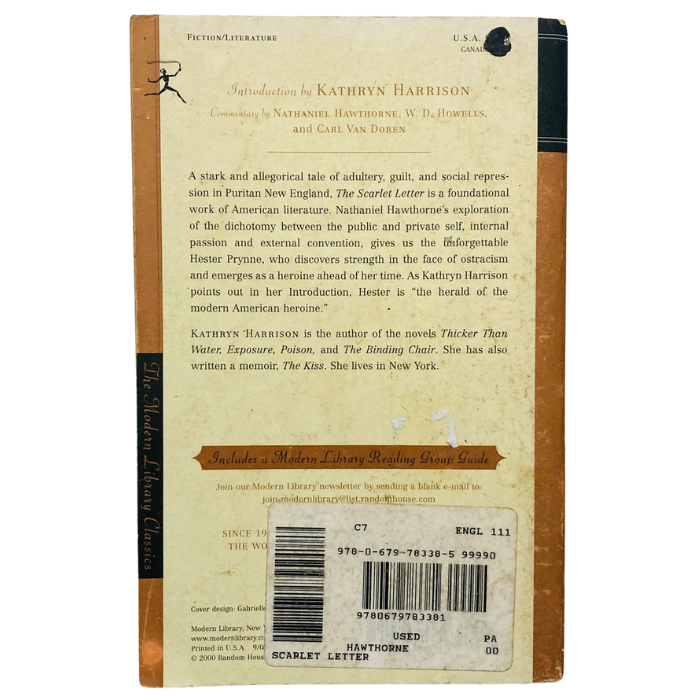 FICTION/LITERATURE
U.S.A.
CANAD
Introduction by KATHRYN HARRISON
Commentary by NATHANIEL HAWTHORNE, W. D. HOWELLS,
and CARL VAN DOREN
A stark and allegorical tale of adultery, guilt, and social repres-
sion in Puritan New England, The Scarlet Letter is a foundational
work of American literature. Nathaniel Hawthorne's exploration
of the dichotomy between the public and private self, internal
passion and external convention, gives us the unforgettable
Hester Prynne, who discovers strength in the face of ostracism
and emerges as a heroine ahead of her time. As Kathryn Harrison
points out in her Introduction, Hester is "the herald of the
modern American heroine."
KATHRYN HARRISON is the author of the novels Thicker Than
Water, Exposure, Poison, and The Binding Chair. She has also
written a memoir, The Kiss. She lives in New York.
Includes a Modern Library Reading Group Guide
Join our Modern Library newsletter by sending a blank e-mail to:
join-modernlibrary@list.randomhouse.com
SINCE 19
THE WO
Cover design: Gabrielle
Modern Library, New Y
www.modernlibrary.co
Printed in U.S.A. 9/0
© 2000 Random Hous
The Modern Library Classics
C7 ENGL 111
978-0-679-78338-5 99990
9780679783381
USED PA
HAWTHORNE 00
SCARLET LETTER